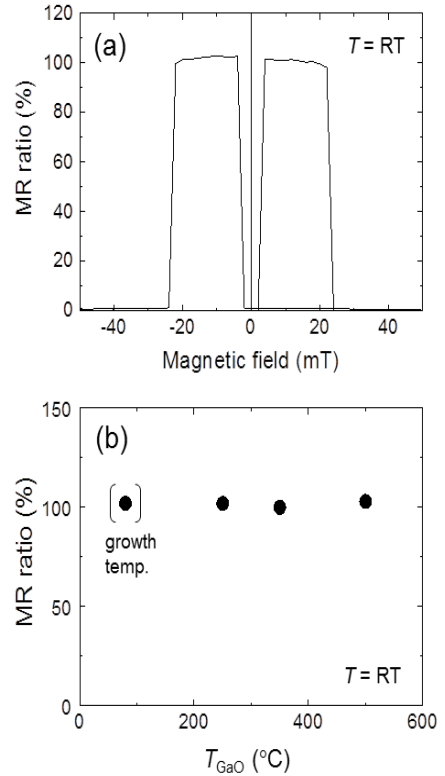 (a)
T = RT
MR ratio (%)
120
100
80
60
40
20
0
-40
-20
0
20
40
Magnetic field (mT)
(b)
MR ratio (%)
150
100
50
0
growth
temp.
T = RT
0
200
400
600
T_GaO (°C)